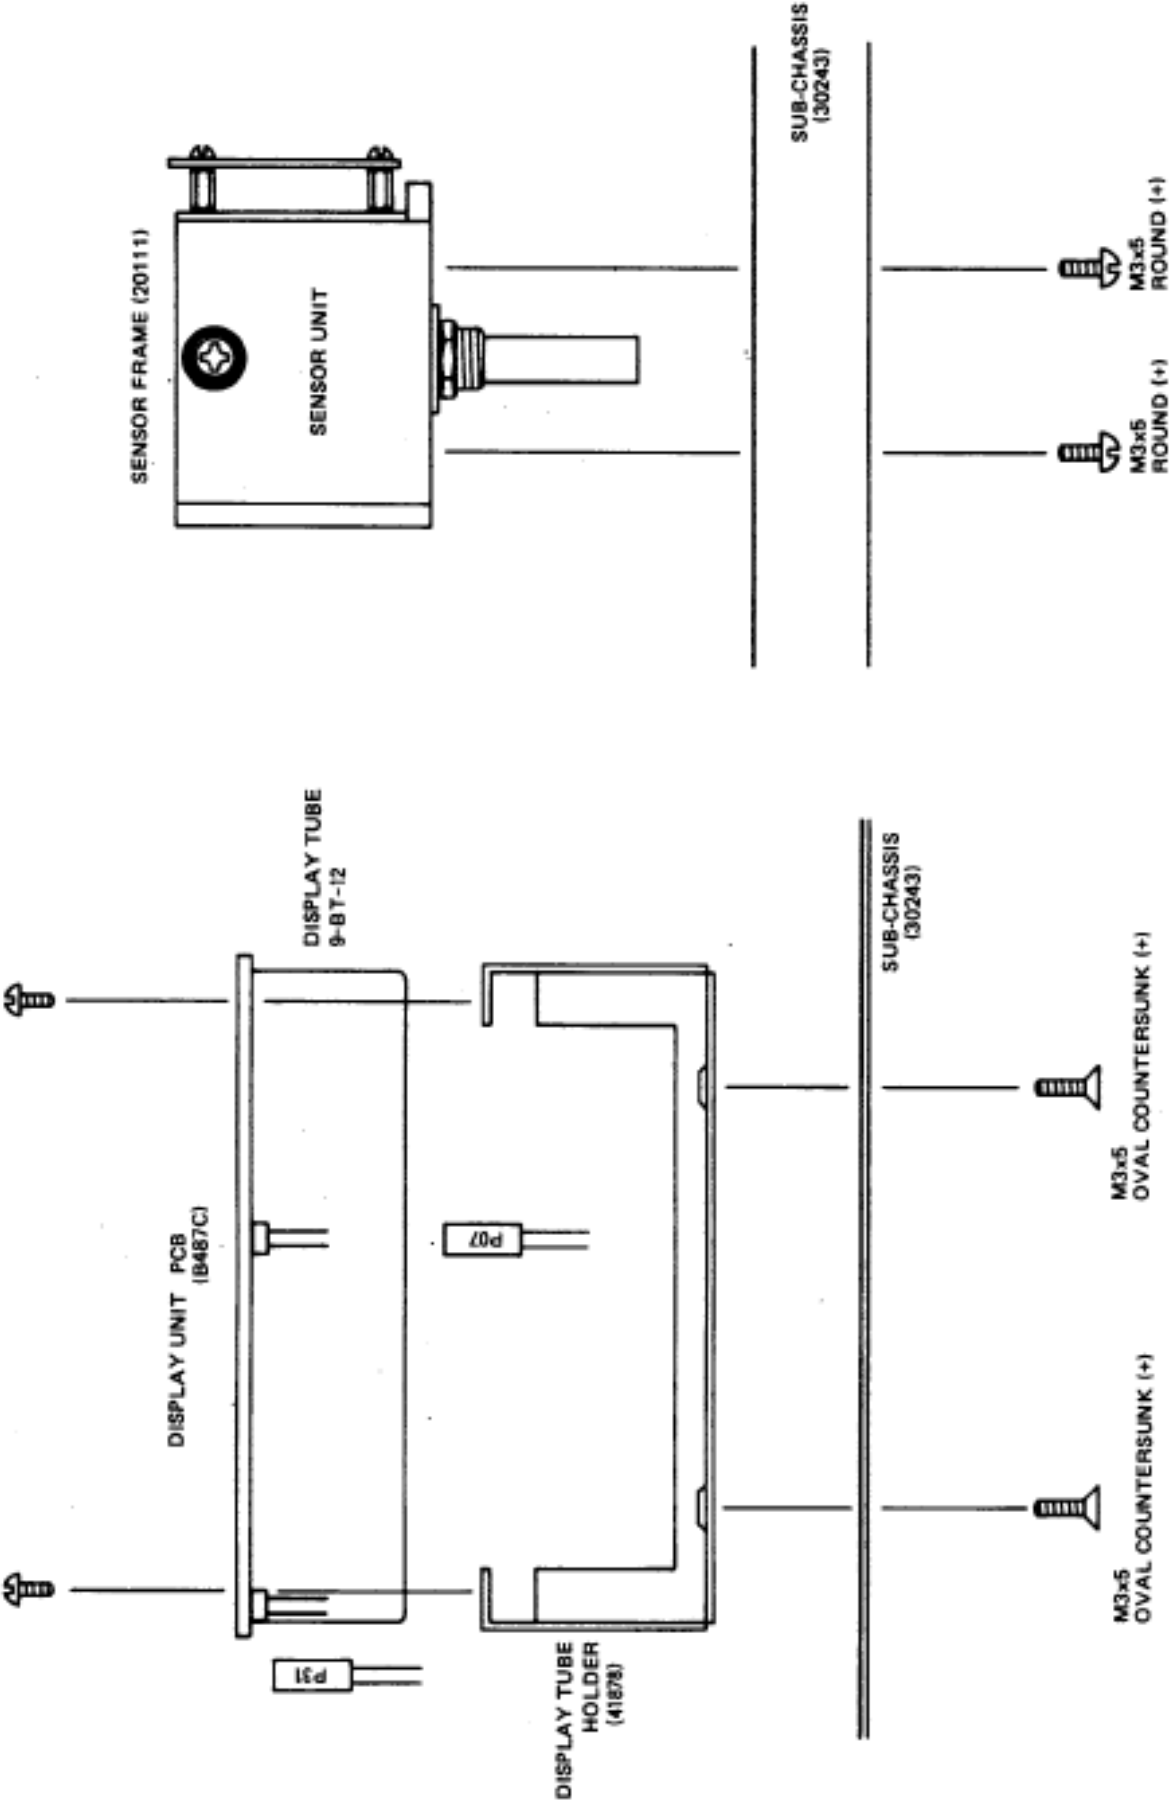 SENSOR FRAME (20111)
SENSOR UNIT
SUB-CHASSIS
(30243)
M3x5
ROUND (+)
M3x5
ROUND (+)
DISPLAY UNIT PCB
(B487C)
DISPLAY TUBE
9-BT-12
P31
P07
DISPLAY TUBE
HOLDER
(41878)
SUB-CHASSIS
(30243)
M3x5
OVAL COUNTERSUNK (+)
M3x5
OVAL COUNTERSUNK (+)